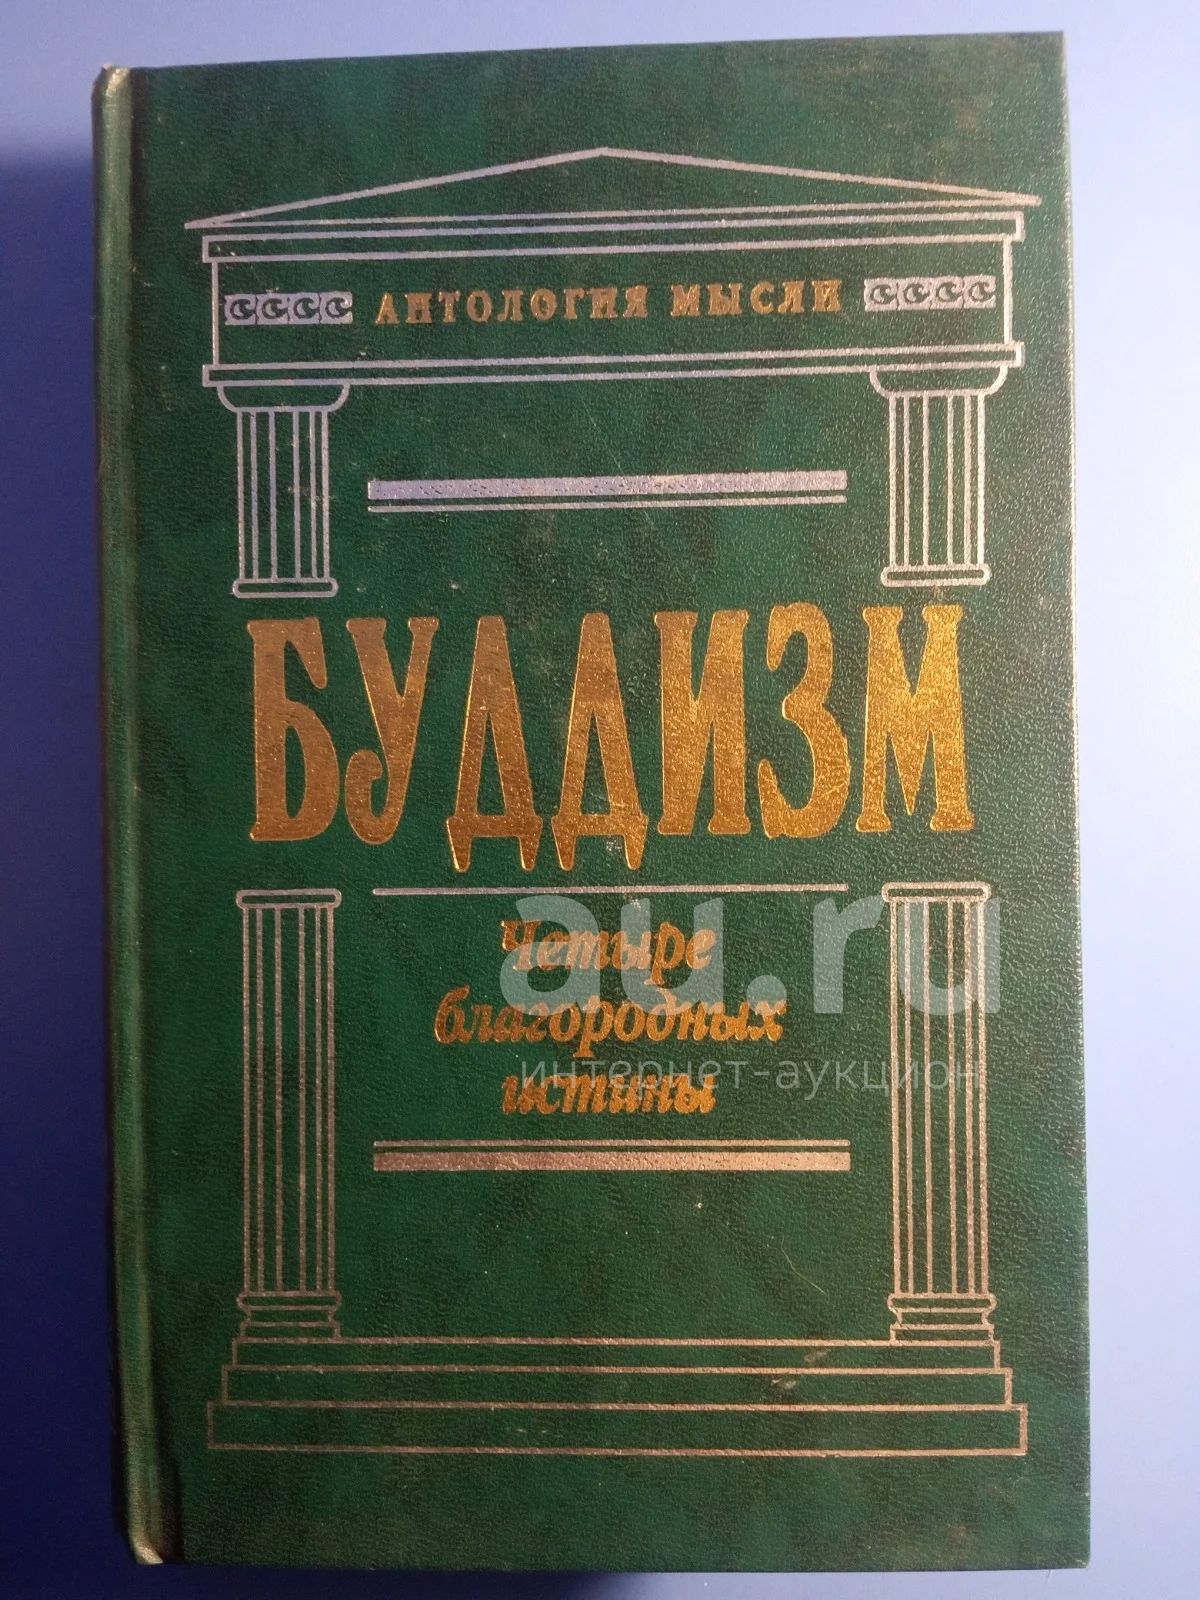 АНТОЛОГИЯ МЫСЛИ
БУДДИЗМ
Четыре
благородных
истины
au.ru
интернет-аукцион